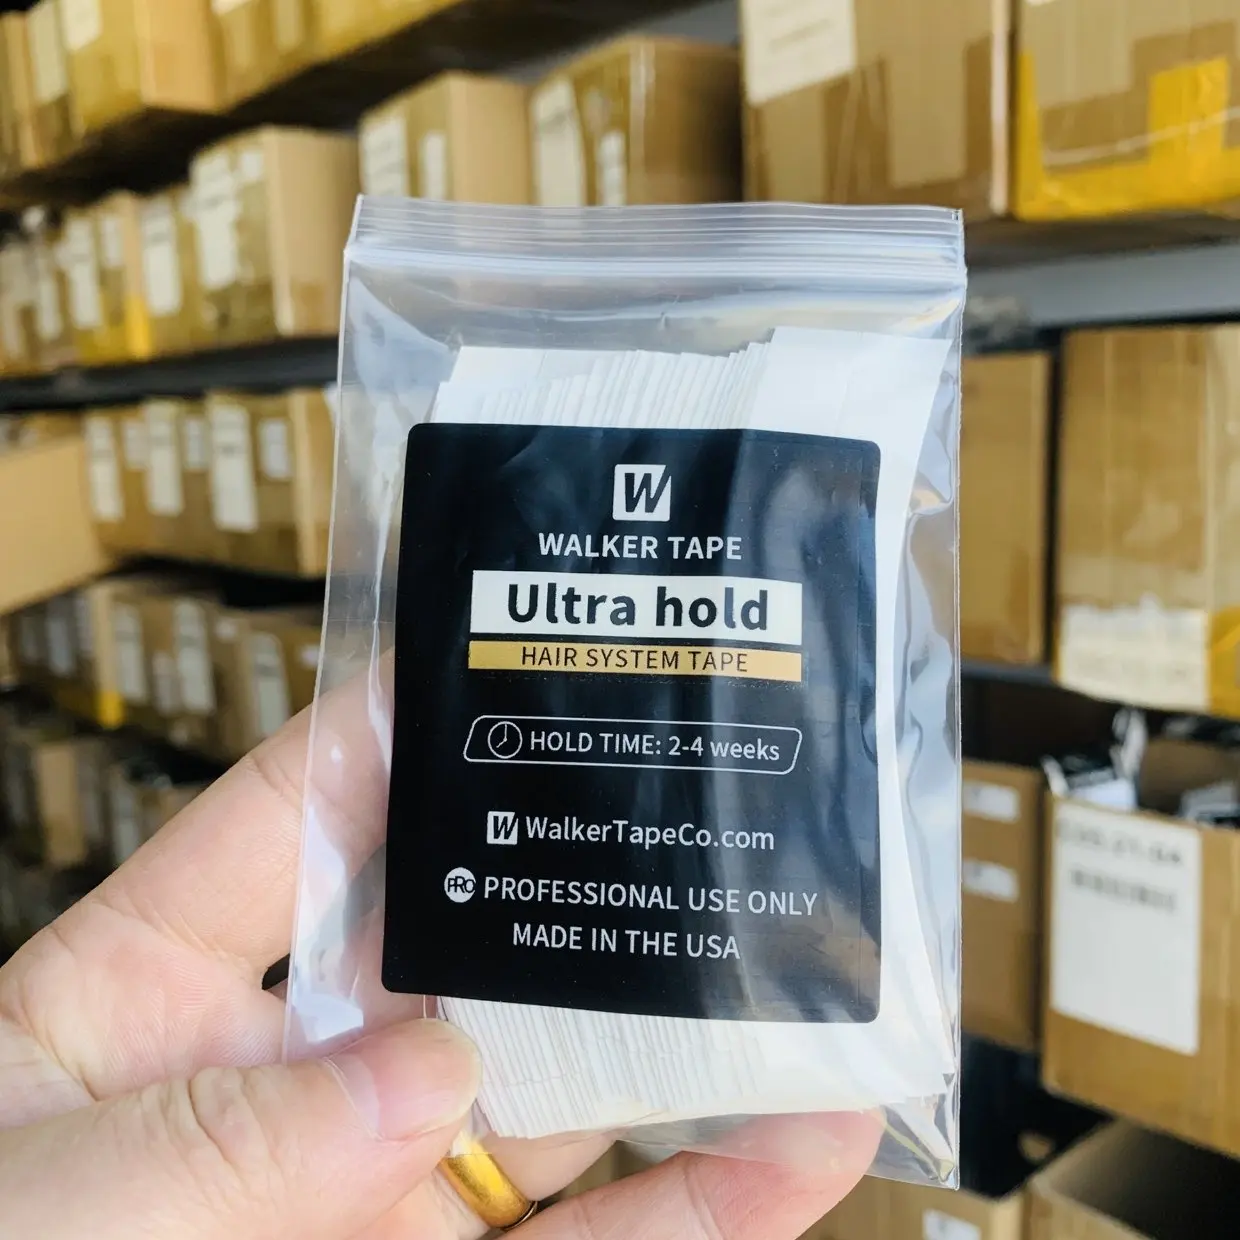 W
WALKER TAPE
Ultra hold
HAIR SYSTEM TAPE
HOLD TIME: 2-4 weeks
W WalkerTapeCo.com
PRO PROFESSIONAL USE ONLY
MADE IN THE USA